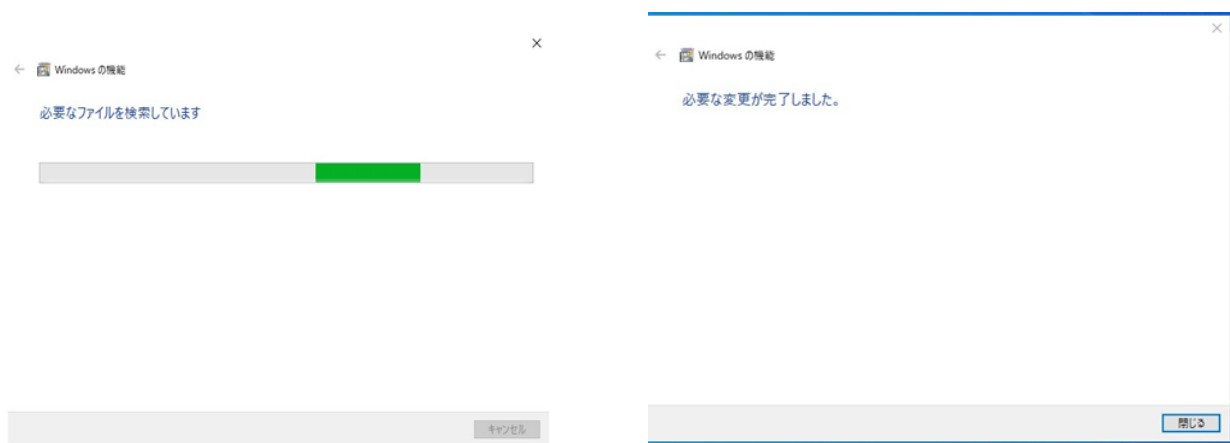 Windows の機能
必要なファイルを検索しています
キャンセル
Windows の機能
必要な変更が完了しました。
閉じる